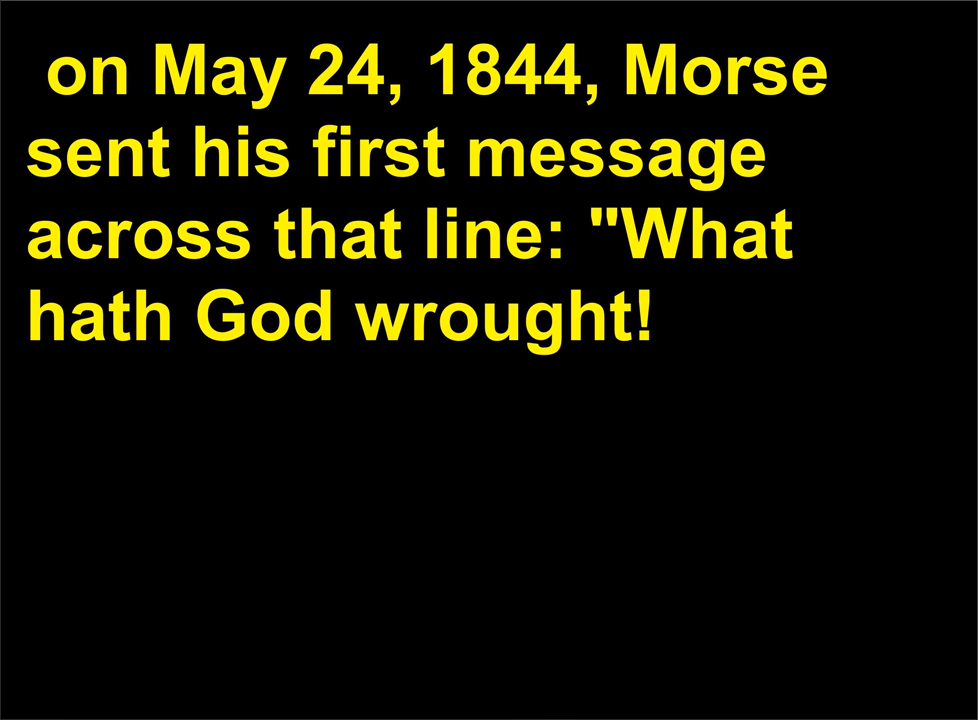 on May 24, 1844, Morse
sent his first message
across that line: "What
hath God wrought!